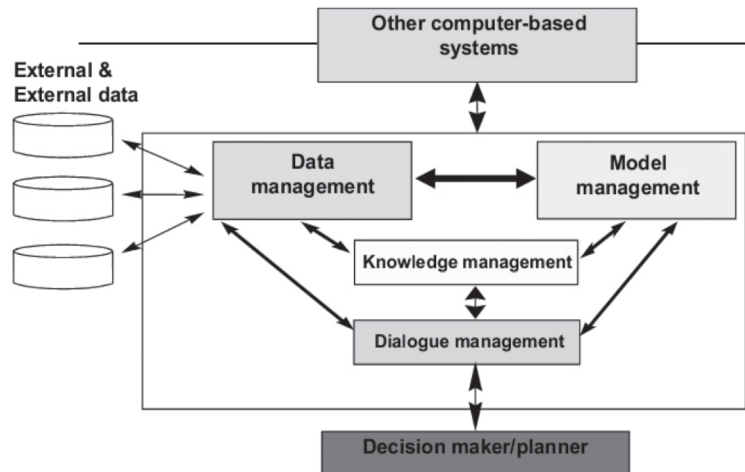 Other computer-based
systems
External &
External data
Data
management
Model
management
Knowledge management
Dialogue management
Decision maker/planner